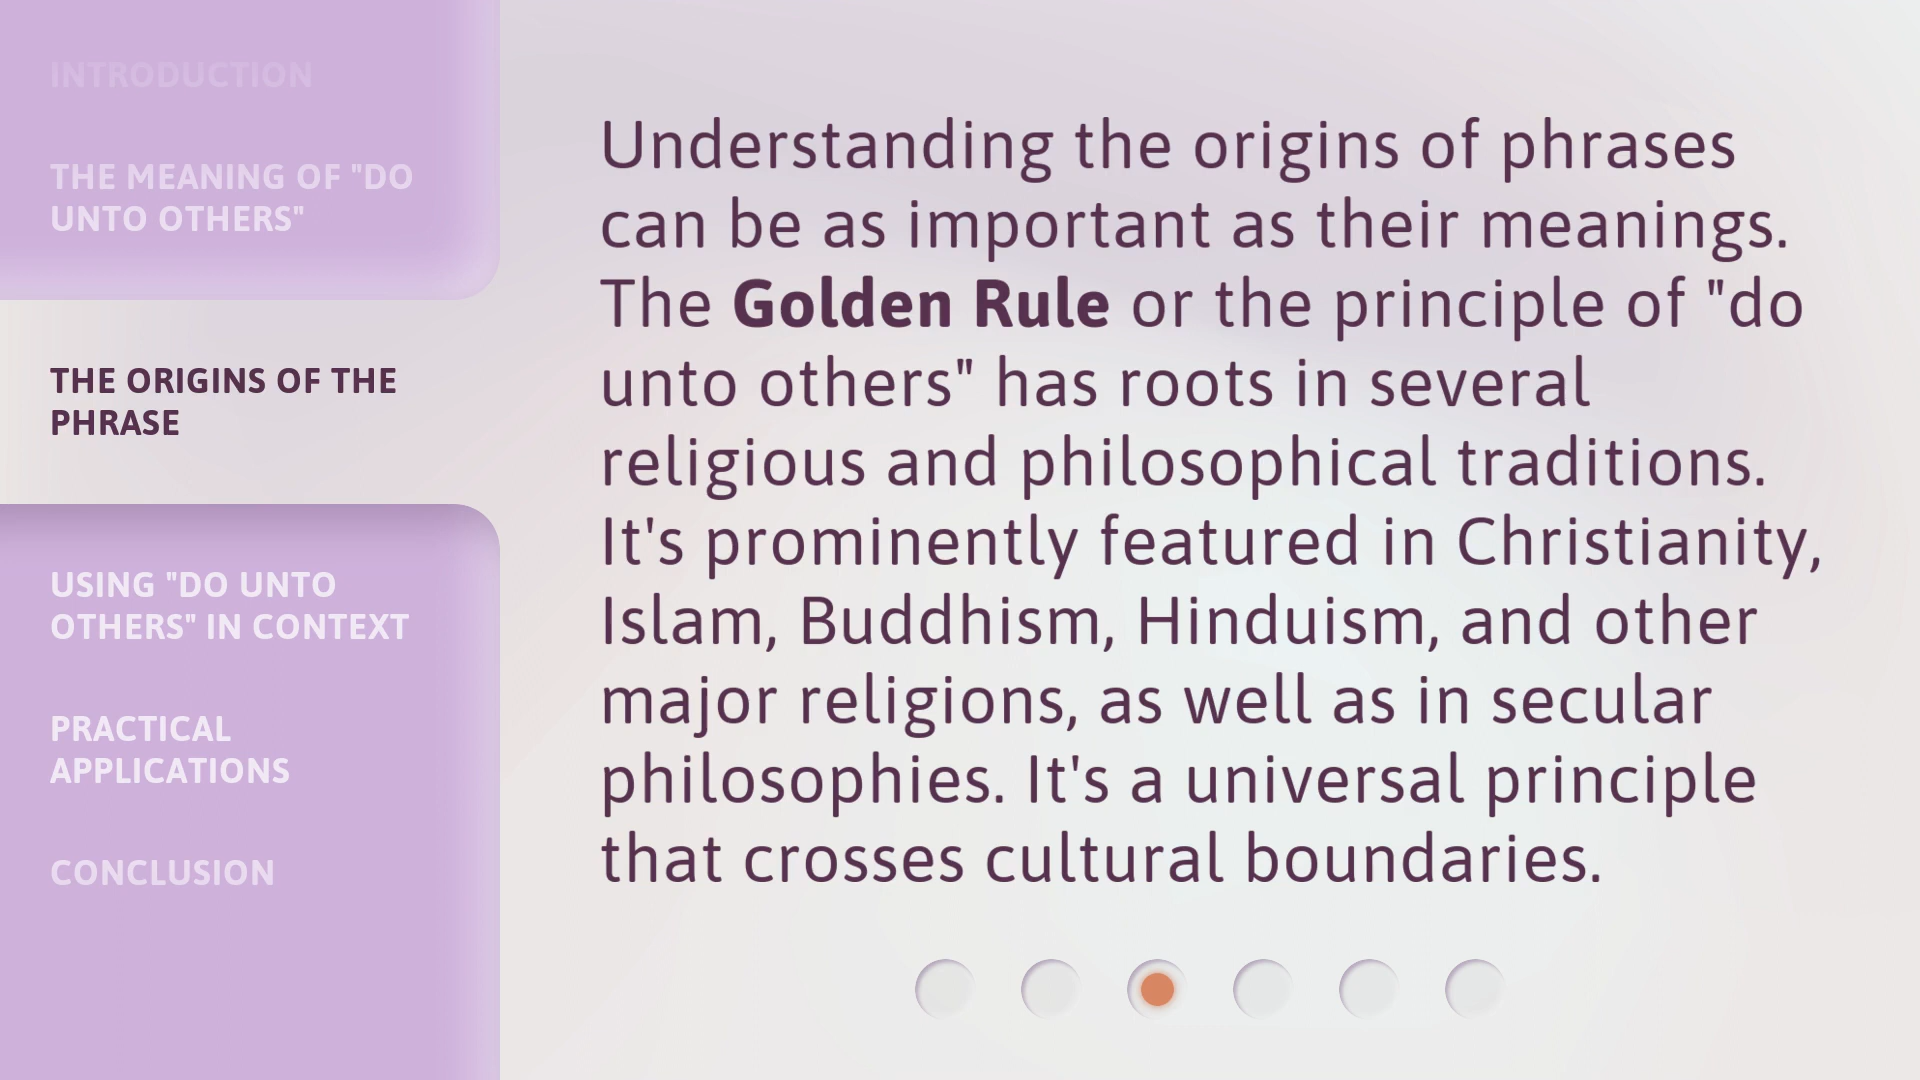 INTRODUCTION
THE MEANING OF "DO
UNTO OTHERS"
THE ORIGINS OF THE
PHRASE
USING "DO UNTO
OTHERS" IN CONTEXT
PRACTICAL
APPLICATIONS
CONCLUSION
Understanding the origins of phrases
can be as important as their meanings.
The Golden Rule or the principle of "do
unto others" has roots in several
religious and philosophical traditions.
It's prominently featured in Christianity,
Islam, Buddhism, Hinduism, and other
major religions, as well as in secular
philosophies. It's a universal principle
that crosses cultural boundaries.